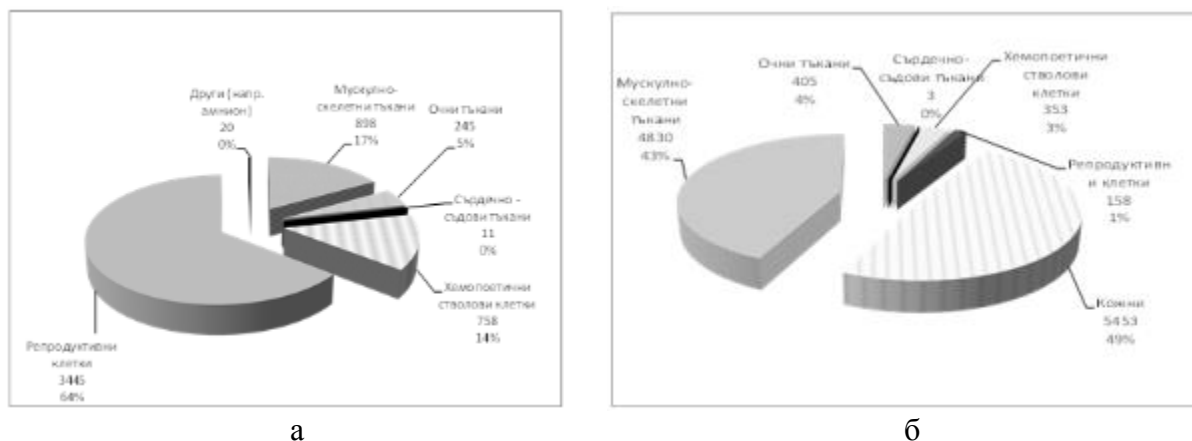 Други (напр.
амнион)
20
0%
Мускулно-
скелетни тъкани
898
17%
Очни тъкани
245
5%
Сърдечно -
съдови тъкани
11
0%
Хемопоетични
стволови клетки
758
14%
Репродуктивни
клетки
3445
64%
а
Мускулно-
скелетни
тъкани
4830
43%
Очни тъкани
405
4%
Сърдечно-
съдови тъкани
3
0%
Хемопоетични
стволови
клетки
353
3%
Репродуктивн
и клетки
158
1%
Кожни
5453
49%
б